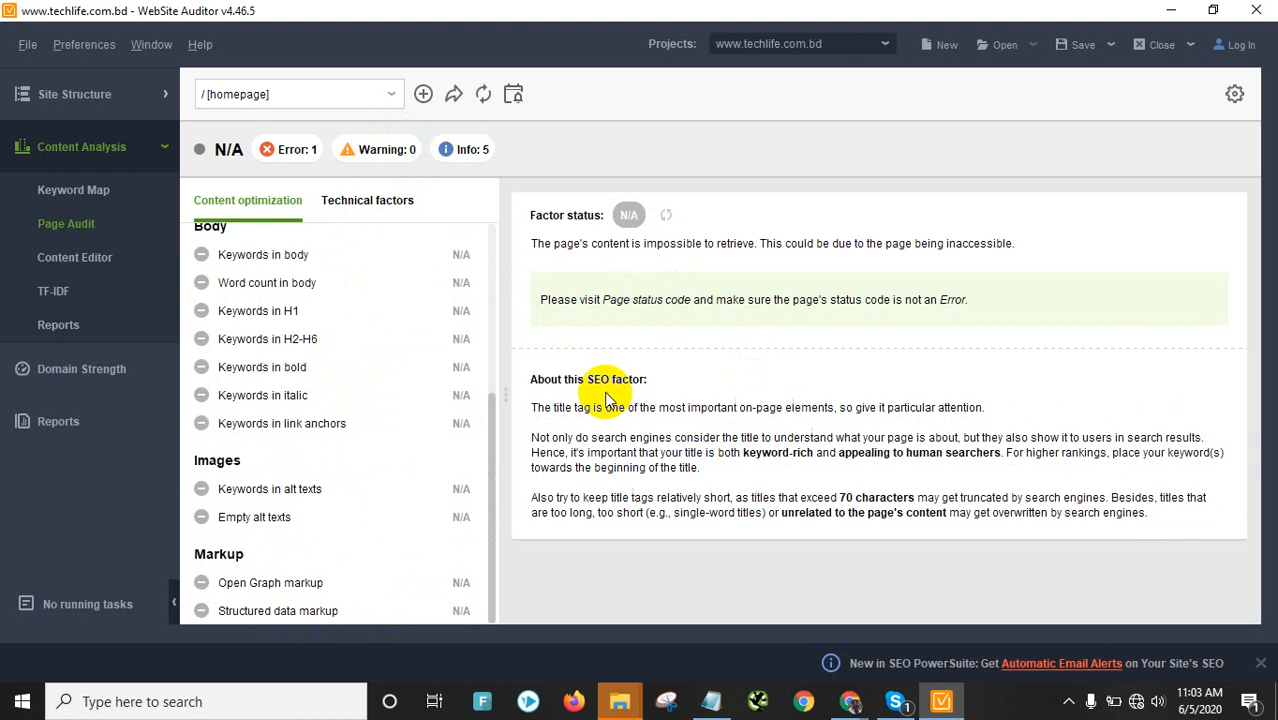 www.techlife.com.bd - WebSite Auditor v4.46.5
File Preferences Window Help Projects: www.techlife.com.bd New Open Save Close Log In
Site Structure
/ [homepage]
Content Analysis
N/A Error: 1 Warning: 0 Info: 5
Keyword Map
Page Audit
Content Editor
TF-IDF
Reports
Domain Strength
Reports
No running tasks
Content optimization Technical factors
Body
Keywords in body N/A
Word count in body N/A
Keywords in H1 N/A
Keywords in H2-H6 N/A
Keywords in bold N/A
Keywords in italic N/A
Keywords in link anchors N/A
Images
Keywords in alt texts N/A
Empty alt texts N/A
Markup
Open Graph markup N/A
Structured data markup N/A
Factor status: N/A
The page's content is impossible to retrieve. This could be due to the page being inaccessible.
Please visit Page status code and make sure the page's status code is not an Error.
About this SEO factor:
The title tag is one of the most important on-page elements, so give it particular attention.
Not only do search engines consider the title to understand what your page is about, but they also show it to users in search results.
Hence, it's important that your title is both keyword-rich and appealing to human searchers. For higher rankings, place your keyword(s)
towards the beginning of the title.
Also try to keep title tags relatively short, as titles that exceed 70 characters may get truncated by search engines. Besides, titles that
are too long, too short (e.g., single-word titles) or unrelated to the page's content may get overwritten by search engines.
New in SEO PowerSuite: Get Automatic Email Alerts on Your Site's SEO
Type here to search
F
S 1
11:03 AM
6/5/2020
1